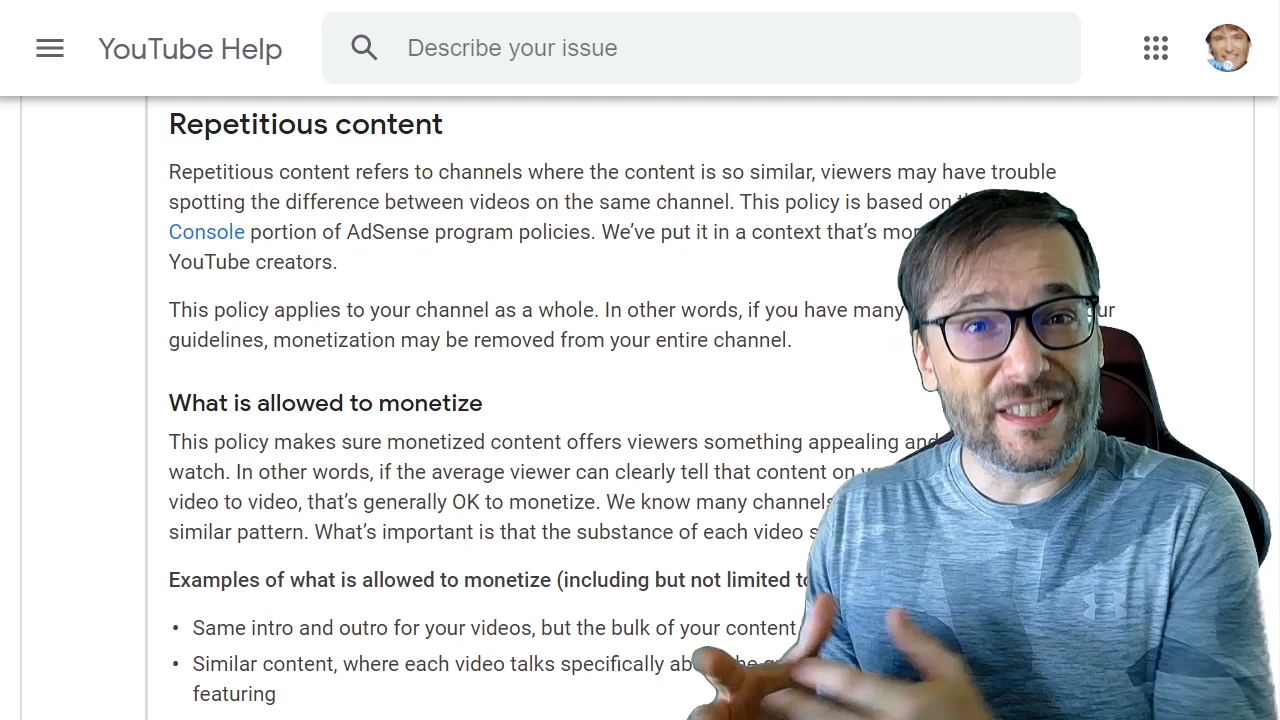 YouTube Help
Describe your issue
Repetitious content
Repetitious content refers to channels where the content is so similar, viewers may have trouble
spotting the difference between videos on the same channel. This policy is based on
Console portion of AdSense program policies. We’ve put it in a context that’s
YouTube creators.
This policy applies to your channel as a whole. In other words, if you have many
guidelines, monetization may be removed from your entire channel.
What is allowed to monetize
This policy makes sure monetized content offers viewers something appealing and
watch. In other words, if the average viewer can clearly tell that content on
video to video, that’s generally OK to monetize. We know many channels
similar pattern. What’s important is that the substance of each video
Examples of what is allowed to monetize (including but not limited to
• Same intro and outro for your videos, but the bulk of your content
• Similar content, where each video talks specifically
featuring